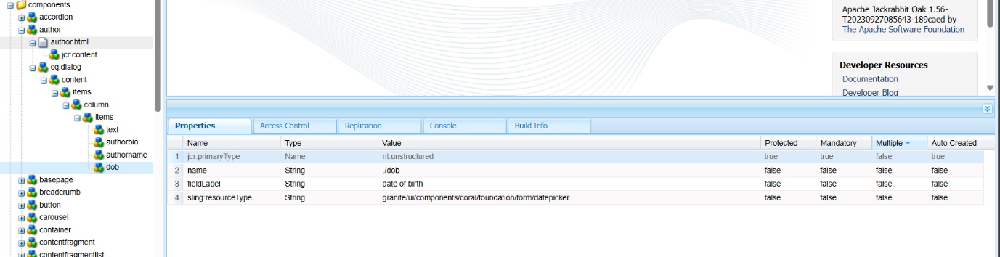 components
accordion
author
author.html
jcr:content
cq:dialog
content
items
column
items
text
authorbio
authorname
dob
basepage
breadcrumb
button
carousel
container
contentfragment
contentfragmentlist
Apache Jackrabbit Oak 1.56-
T20230927085643-189caed by
The Apache Software Foundation
Developer Resources
Documentation
Developer Blog
Properties Access Control Replication Console Build Info
Name Type Value Protected Mandatory Multiple Auto Created
1 jcr:primaryType Name nt:unstructured true true false true
2 name String ./dob false false false false
3 fieldLabel String date of birth false false false false
4 sling:resourceType String granite/ui/components/coral/foundation/form/datepicker false false false false